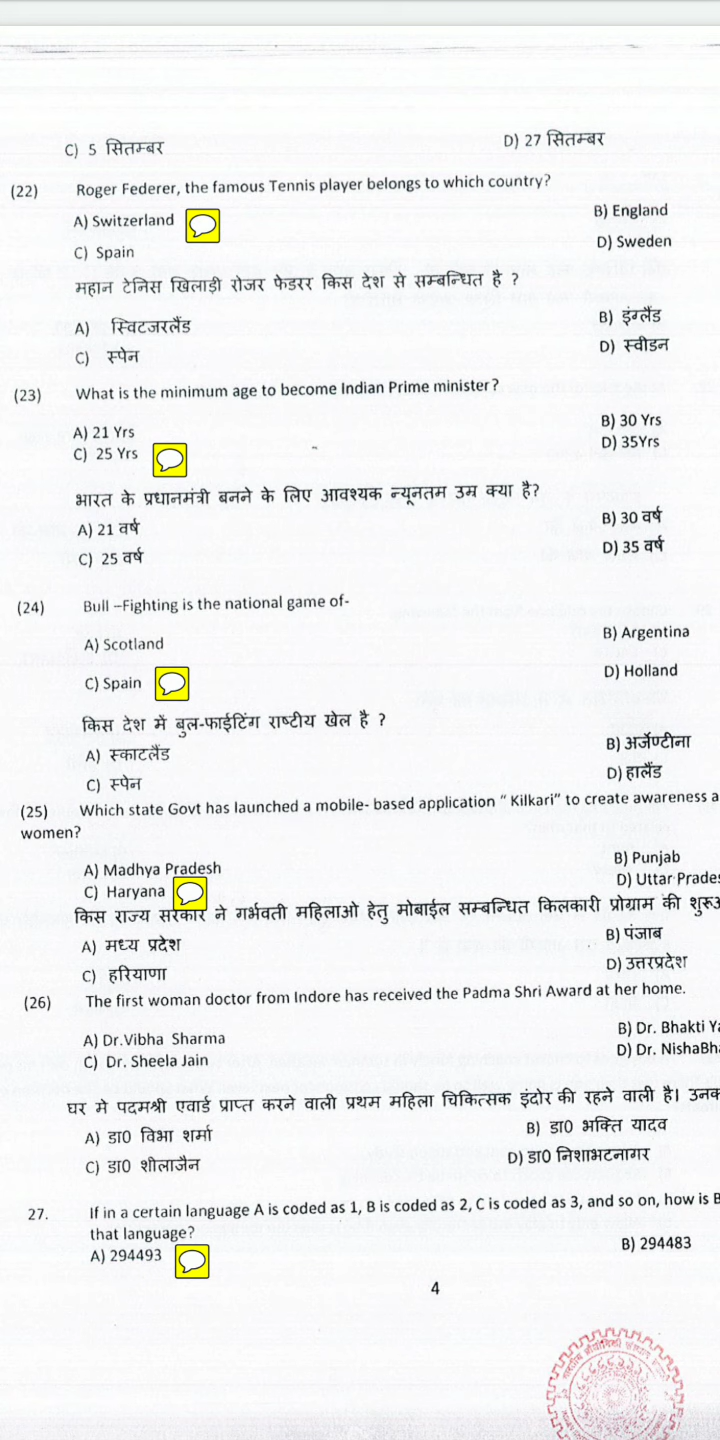 C) 5 सितम्बर
D) 27 सितम्बर
(22) Roger Federer, the famous Tennis player belongs to which country?
A) Switzerland
B) England
C) Spain
D) Sweden
महान टेनिस खिलाड़ी रोजर फेडरर किस देश से सम्बन्धित है ?
A) स्विटजरलैंड
B) इंग्लैंड
C) स्पेन
D) स्वीडन
(23) What is the minimum age to become Indian Prime minister?
A) 21 Yrs
B) 30 Yrs
C) 25 Yrs
D) 35Yrs
भारत के प्रधानमंत्री बनने के लिए आवश्यक न्यूनतम उम्र क्या है?
A) 21 वर्ष
B) 30 वर्ष
C) 25 वर्ष
D) 35 वर्ष
(24) Bull –Fighting is the national game of-
A) Scotland
B) Argentina
C) Spain
D) Holland
किस देश में बुल-फाईटिंग राष्टीय खेल है ?
A) स्काटलैंड
B) अर्जेण्टीना
C) स्पेन
D) हालैंड
(25) Which state Govt has launched a mobile- based application “ Kilkari” to create awareness a
women?
A) Madhya Pradesh
B) Punjab
C) Haryana
D) Uttar Prades
किस राज्य सरकार ने गर्भवती महिलाओ हेतु मोबाईल सम्बन्धित किलकारी प्रोग्राम की शुरूअ
A) मध्य प्रदेश
B) पंजाब
C) हरियाणा
D) उत्तरप्रदेश
(26) The first woman doctor from Indore has received the Padma Shri Award at her home.
A) Dr.Vibha Sharma
B) Dr. Bhakti Ya
C) Dr. Sheela Jain
D) Dr. NishaBha
घर मे पदमश्री एवार्ड प्राप्त करने वाली प्रथम महिला चिकित्सक इंदोर की रहने वाली है। उनक
A) डा0 विभा शर्मा
B) डा0 भक्ति यादव
C) डा0 शीलाजैन
D) डा0 निशाभटनागर
27. If in a certain language A is coded as 1, B is coded as 2, C is coded as 3, and so on, how is B
that language?
A) 294493
B) 294483
4